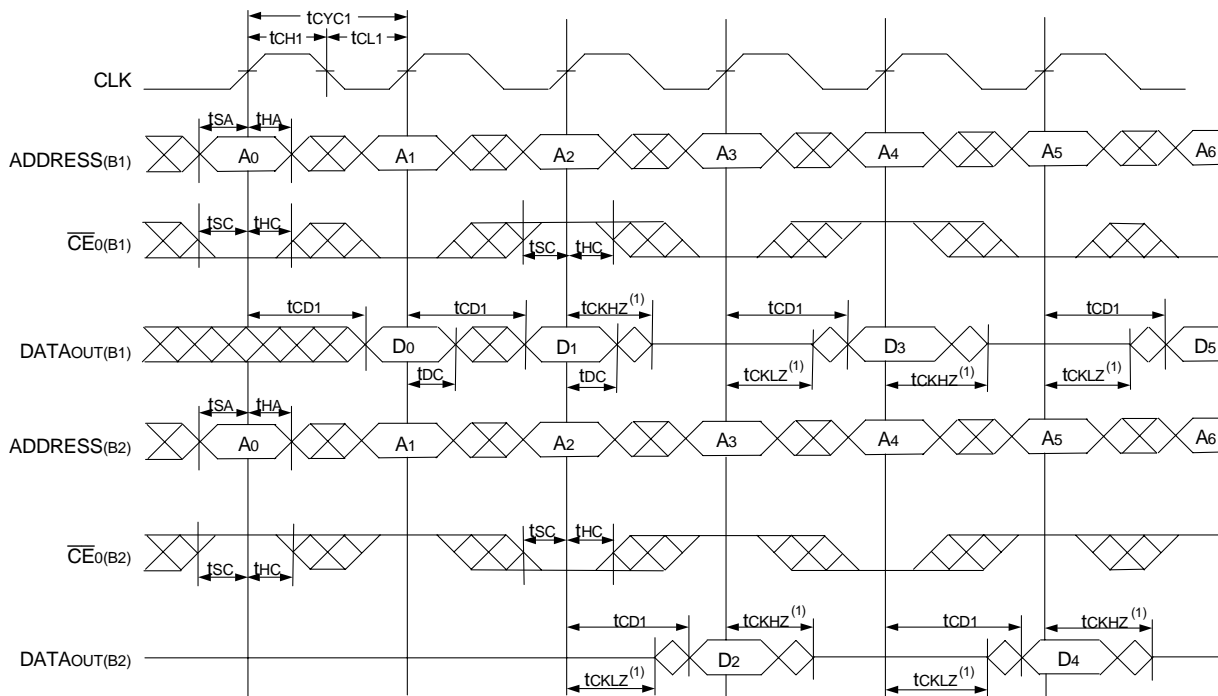 tCYC1
tCH1 tCL1
CLK
tSA tHA
ADDRESS(B1) A0 A1 A2 A3 A4 A5 A6
tSC tHC
CE0(B1)
tSC tHC
tCD1 tCD1 tCKHZ(1) tCD1 tCD1
DATAOUT(B1) D0 D1 D3 D5
tDC tDC tCKLZ(1) tCKHZ(1) tCKLZ(1)
tSA tHA
ADDRESS(B2) A0 A1 A2 A3 A4 A5 A6
tSC tHC
CE0(B2)
tSC tHC
tCD1 tCKHZ(1) tCD1 tCKHZ(1)
DATAOUT(B2) D2 D4
tCKLZ(1) tCKLZ(1)